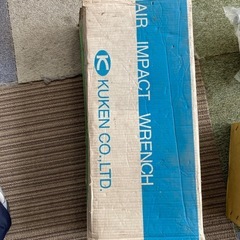 AIR IMPACT WRENCH
K
KUKEN CO.,LTD.